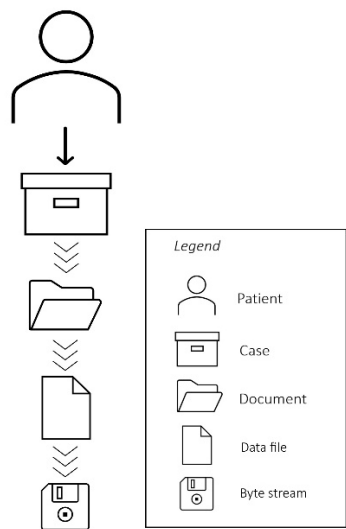 Legend
Patient
Case
Document
Data file
Byte stream